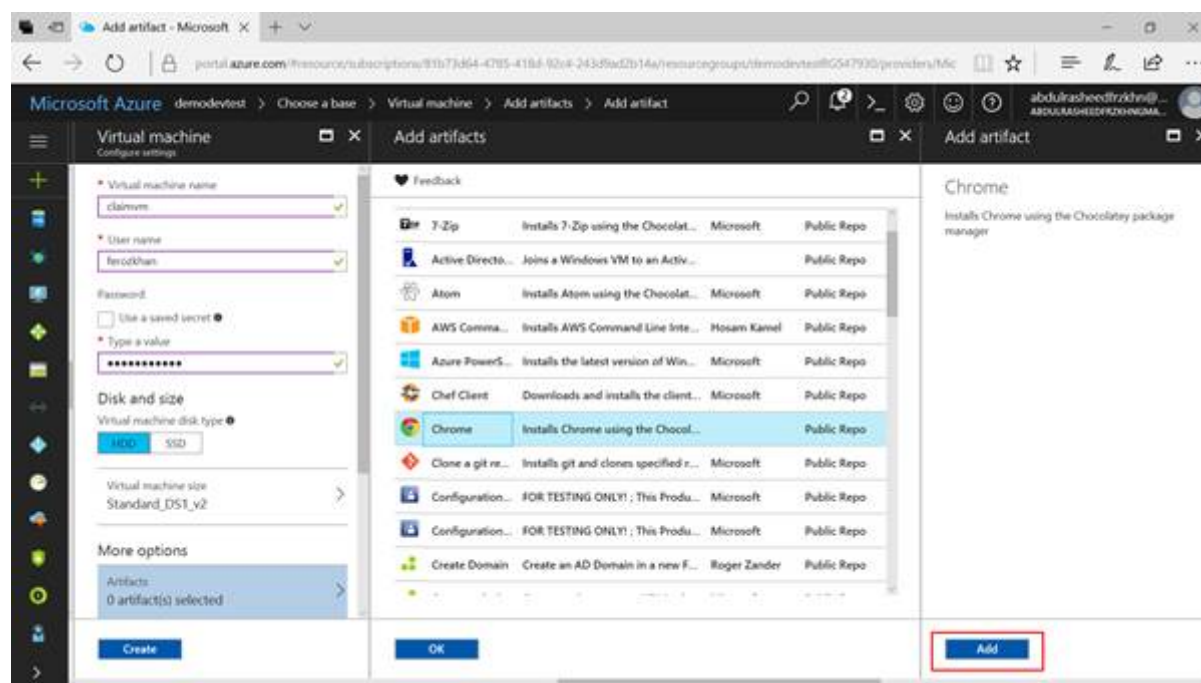 Add artifact - Microsoft
portal.azure.com
Microsoft Azure demodevtest > Choose a base > Virtual machine > Add artifacts > Add artifact
abdulrasheedfrzkhn@...
Virtual machine
Configure settings
* Virtual machine name
claimvm
* User name
ferozkhan
Password
Use a saved secret
* Type a value
Disk and size
Virtual machine disk type
HDD SSD
Virtual machine size
Standard_DS1_v2
More options
Artifacts
0 artifact(s) selected
Create
Add artifacts
Feedback
7-Zip Installs 7-Zip using the Chocolat... Microsoft Public Repo
Active Directo... Joins a Windows VM to an Activ... Public Repo
Atom Installs Atom using the Chocolat... Microsoft Public Repo
AWS Comma... Installs AWS Command Line Inte... Hosam Kamel Public Repo
Azure PowerS... Installs the latest version of Win... Microsoft Public Repo
Chef Client Downloads and installs the client... Microsoft Public Repo
Chrome Installs Chrome using the Chocol... Public Repo
Clone a git re... Installs git and clones specified r... Microsoft Public Repo
Configuration... FOR TESTING ONLY! ; This Produ... Microsoft Public Repo
Configuration... FOR TESTING ONLY! ; This Produ... Microsoft Public Repo
Create Domain Create an AD Domain in a new F... Roger Zander Public Repo
OK
Add artifact
Chrome
Installs Chrome using the Chocolatey package
manager
Add